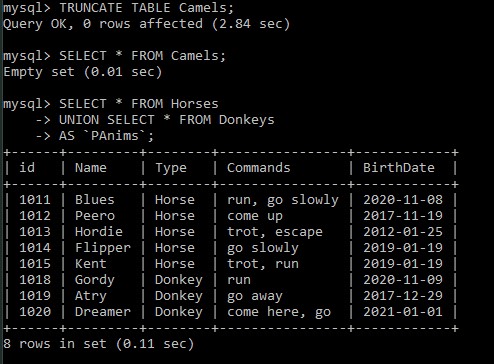 mysql> TRUNCATE TABLE Camels;
Query OK, 0 rows affected (2.84 sec)

mysql> SELECT * FROM Camels;
Empty set (0.01 sec)

mysql> SELECT * FROM Horses
    -> UNION SELECT * FROM Donkeys
    -> AS `PAnims`;
+------+---------+--------+----------------+------------+
| id   | Name    | Type   | Commands       | BirthDate  |
+------+---------+--------+----------------+------------+
| 1011 | Blues   | Horse  | run, go slowly | 2020-11-08 |
| 1012 | Peero   | Horse  | come up        | 2017-11-19 |
| 1013 | Hordie  | Horse  | trot, escape   | 2012-01-25 |
| 1014 | Flipper | Horse  | go slowly      | 2019-01-19 |
| 1015 | Kent    | Horse  | trot, run      | 2019-01-19 |
| 1018 | Gordy   | Donkey | run            | 2020-11-09 |
| 1019 | Atry    | Donkey | go away        | 2017-12-29 |
| 1020 | Dreamer | Donkey | come here, go  | 2021-01-01 |
+------+---------+--------+----------------+------------+
8 rows in set (0.11 sec)